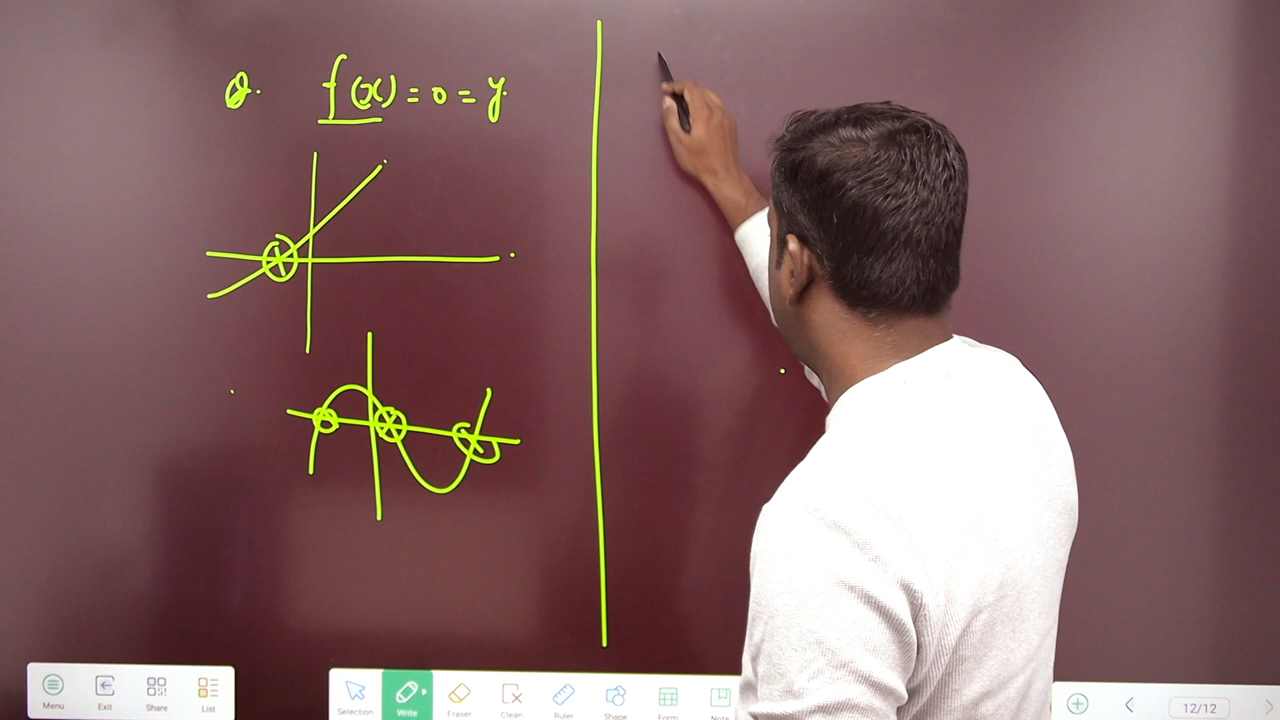 Q. f(x) = 0 = y
Menu Exit Share List Selection Write Eraser Clean Ruler Shape Form Note 12/12